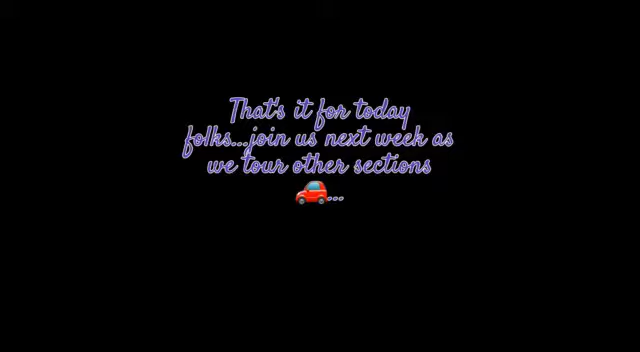 That's it for today
folks...join us next week as
we tour other sections
🚗...